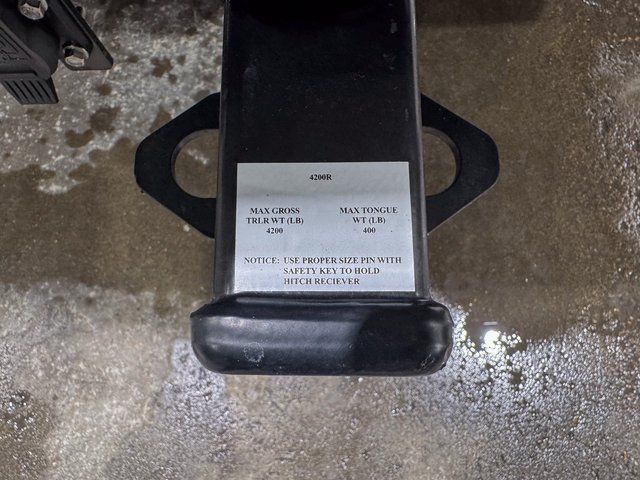 4200R
MAX GROSS
TRLR WT (LB)
4200
MAX TONGUE
WT (LB)
400
NOTICE: USE PROPER SIZE PIN WITH
SAFETY KEY TO HOLD
HITCH RECIEVER